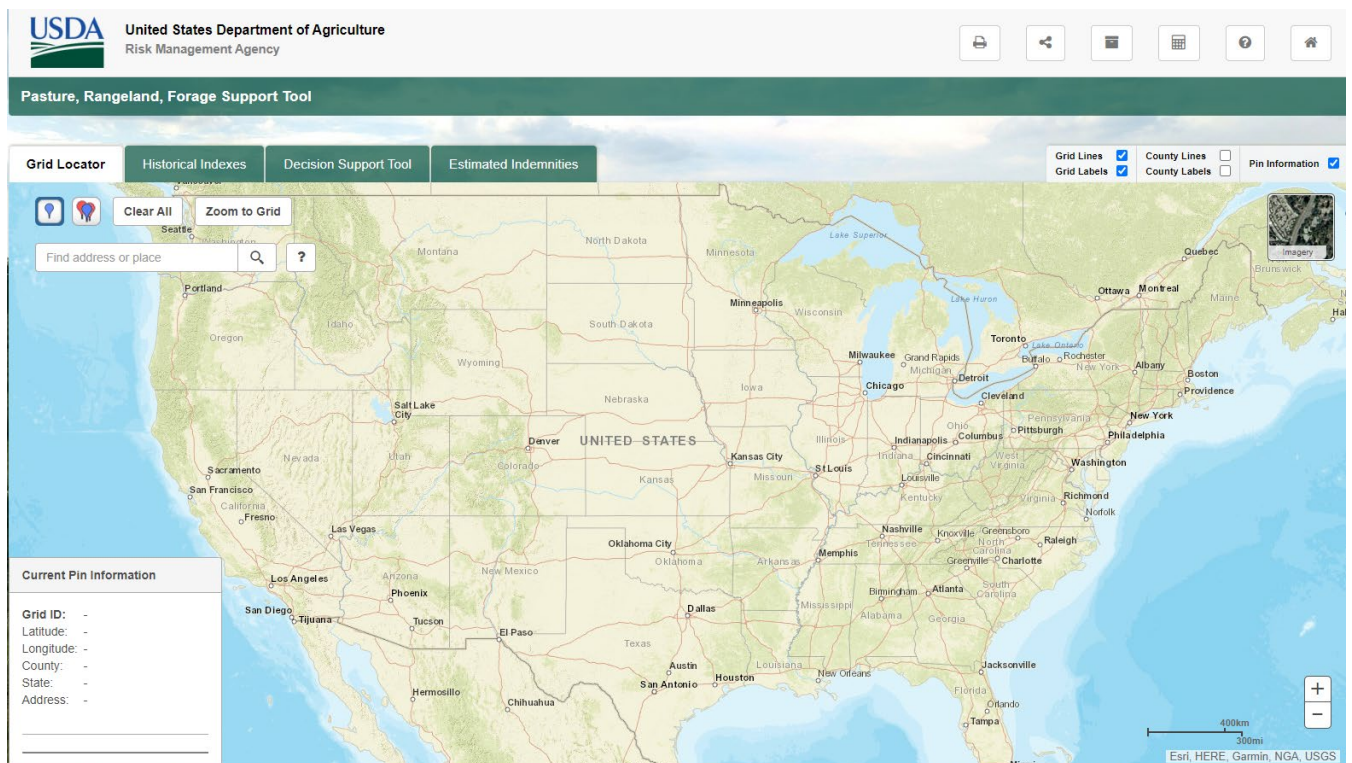 USDA
United States Department of Agriculture
Risk Management Agency
Pasture, Rangeland, Forage Support Tool
Grid Locator
Historical Indexes
Decision Support Tool
Estimated Indemnities
Grid Lines
Grid Labels
County Lines
County Labels
Pin Information
Clear All
Zoom to Grid
Find address or place
?
Imagery
Vancouver
Seattle
Washington
Montana
North Dakota
Minnesota
Lake Superior
Quebec
Brunswick
Portland
Ottawa
Montreal
Maine
Lake Huron
Minneapolis
Wisconsin
Oregon
Idaho
South Dakota
Toronto
Lake Ontario
Milwaukee
Grand Rapids
Michigan
Buffalo
Rochester
New York
Albany
Wyoming
Detroit
Boston
Providence
Iowa
Chicago
Cleveland
Nebraska
Salt Lake
City
Pennsylvania
New York
Ohio
Pittsburgh
Philadelphia
Denver
UNITED STATES
Illinois
Indianapolis
Columbus
Nevada
Utah
Colorado
Kansas City
Indiana
Cincinnati
West
Virginia
Washington
Sacramento
St Louis
Kansas
Missouri
Louisville
San Francisco
California
Kentucky
Virginia
Richmond
Norfolk
Fresno
Las Vegas
Nashville
Tennessee
Knoxville
Greensboro
North
Carolina
Raleigh
Oklahoma City
Oklahoma
Arkansas
Memphis
Greenville
Charlotte
Los Angeles
Arizona
New Mexico
Phoenix
Birmingham
Atlanta
South
Carolina
San Diego
Tijuana
Tucson
Dallas
Mississippi
Alabama
Georgia
El Paso
Texas
Austin
Louisiana
Jacksonville
San Antonio
Houston
New Orleans
Hermosillo
Chihuahua
Florida
Orlando
Tampa
Current Pin Information
Grid ID: -
Latitude: -
Longitude: -
County: -
State: -
Address: -
+
−
400km
300mi
Esri, HERE, Garmin, NGA, USGS